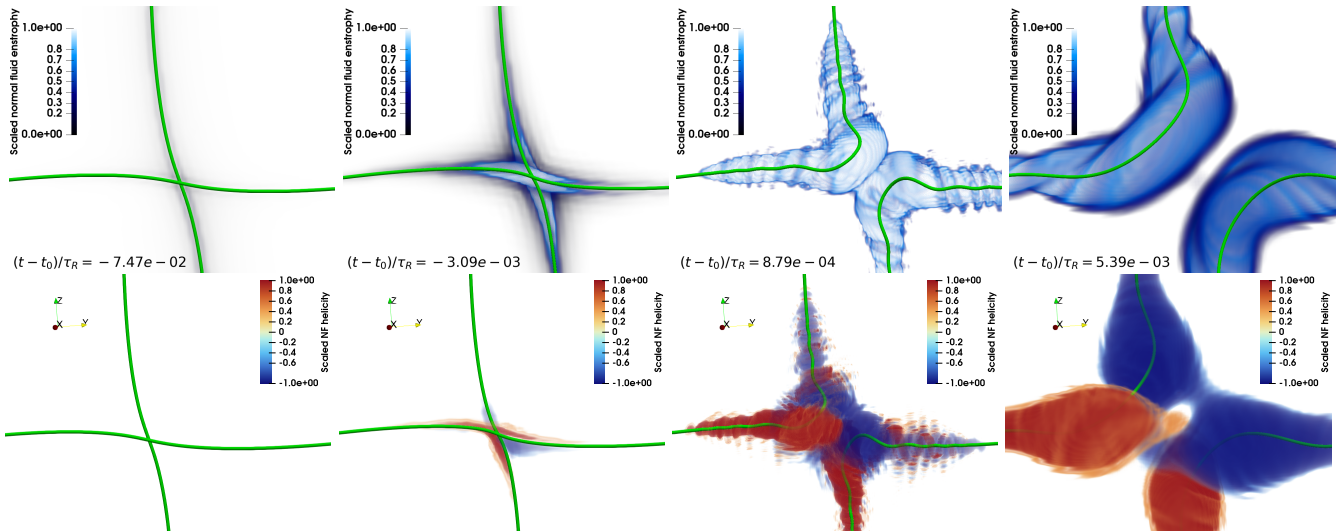 Scaled normal fluid enstrophy
1.0e+00
0.8
0.7
0.6
0.5
0.4
0.3
0.2
0.0e+00
(t − t₀)/τ_R = − 7.47e − 02
Scaled normal fluid enstrophy
1.0e+00
0.8
0.7
0.6
0.5
0.4
0.3
0.2
0.0e+00
(t − t₀)/τ_R = − 3.09e − 03
Scaled normal fluid enstrophy
1.0e+00
0.8
0.7
0.6
0.5
0.4
0.3
0.2
0.0e+00
(t − t₀)/τ_R = 8.79e − 04
Scaled normal fluid enstrophy
1.0e+00
0.8
0.7
0.6
0.5
0.4
0.3
0.2
0.0e+00
(t − t₀)/τ_R = 5.39e − 03
Z
X
Y
1.0e+00
0.8
0.6
0.4
0.2
0
-0.2
-0.4
-0.6
-1.0e+00
Scaled NF helicity
Z
X
Y
1.0e+00
0.8
0.6
0.4
0.2
0
-0.2
-0.4
-0.6
-1.0e+00
Scaled NF helicity
Z
X
Y
1.0e+00
0.8
0.6
0.4
0.2
0
-0.2
-0.4
-0.6
-1.0e+00
Scaled NF helicity
Z
X
Y
1.0e+00
0.8
0.6
0.4
0.2
0
-0.2
-0.4
-0.6
-1.0e+00
Scaled NF helicity